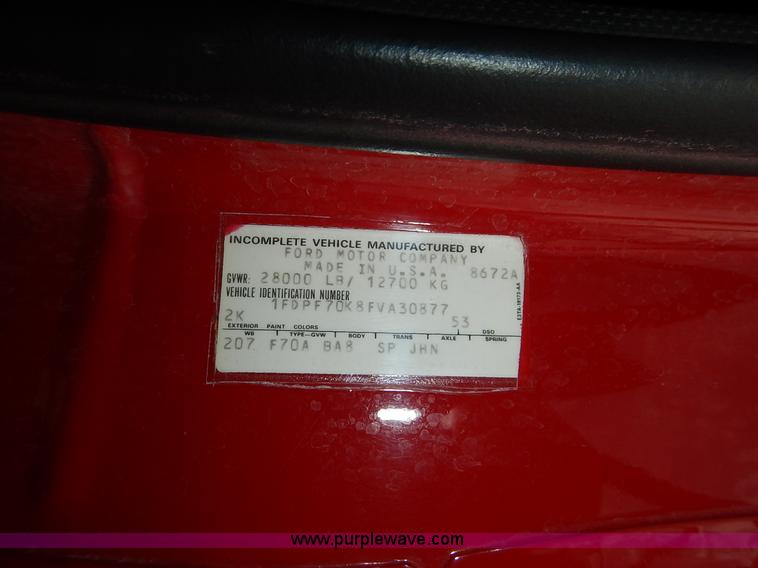 INCOMPLETE VEHICLE MANUFACTURED BY
FORD MOTOR COMPANY
MADE IN U.S.A. 8672A
GVWR: 28000 LB/ 12700 KG
VEHICLE IDENTIFICATION NUMBER
1FDPF70K8FVA30877
2K 53
EXTERIOR PAINT COLORS DSO
WB TYPE-GVW BODY TRANS AXLE SPRING
207 F70A BA8 SP JHN
www.purplewave.com